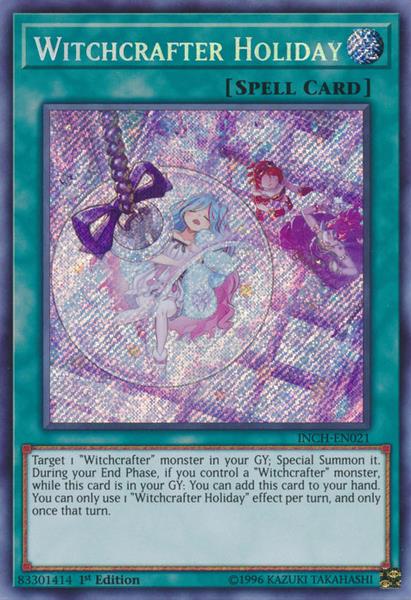 Witchcrafter Holiday
[Spell Card]
INCH-EN021
Target 1 "Witchcrafter" monster in your GY; Special Summon it.
During your End Phase, if you control a "Witchcrafter" monster,
while this card is in your GY: You can add this card to your hand.
You can only use 1 "Witchcrafter Holiday" effect per turn, and only
once that turn.
83301414 1st Edition ©1996 KAZUKI TAKAHASHI